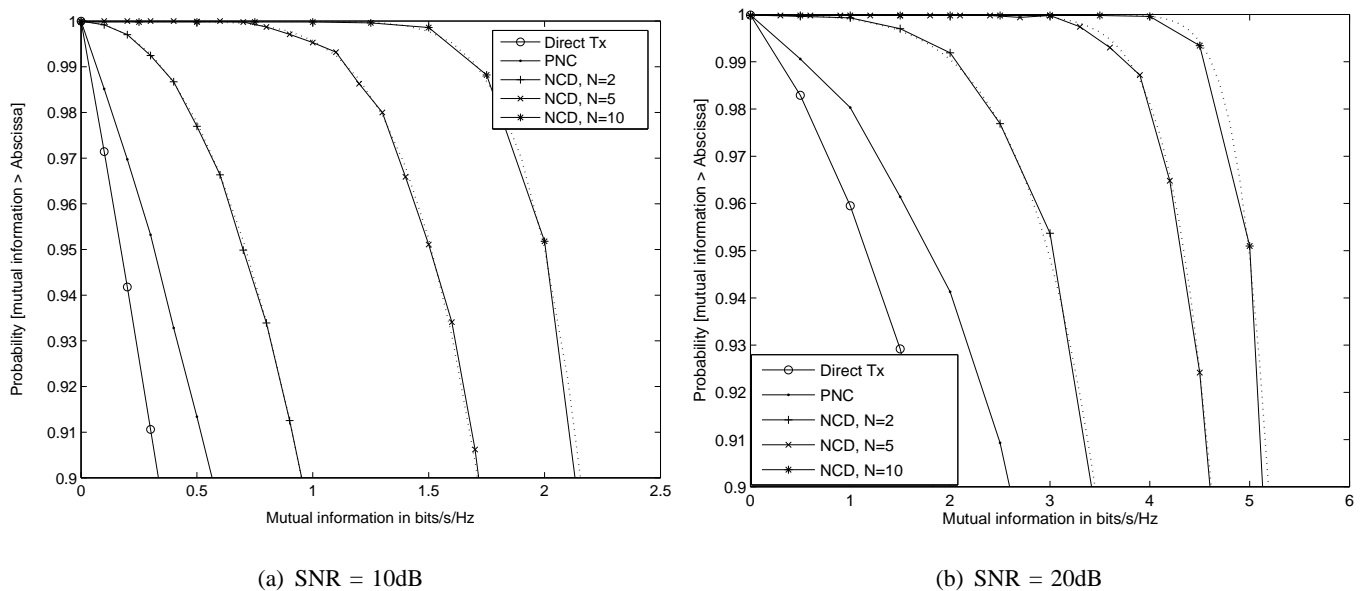 1
0.99
0.98
0.97
0.96
0.95
0.94
0.93
0.92
0.91
0.9
0
0.5
1
1.5
2
2.5
Probability [mutual information > Abscissa]
Mutual information in bits/s/Hz
Direct Tx
PNC
NCD, N=2
NCD, N=5
NCD, N=10
(a) SNR = 10dB
1
0.99
0.98
0.97
0.96
0.95
0.94
0.93
0.92
0.91
0.9
0
1
2
3
4
5
6
Probability [mutual information > Abscissa]
Mutual information in bits/s/Hz
Direct Tx
PNC
NCD, N=2
NCD, N=5
NCD, N=10
(b) SNR = 20dB